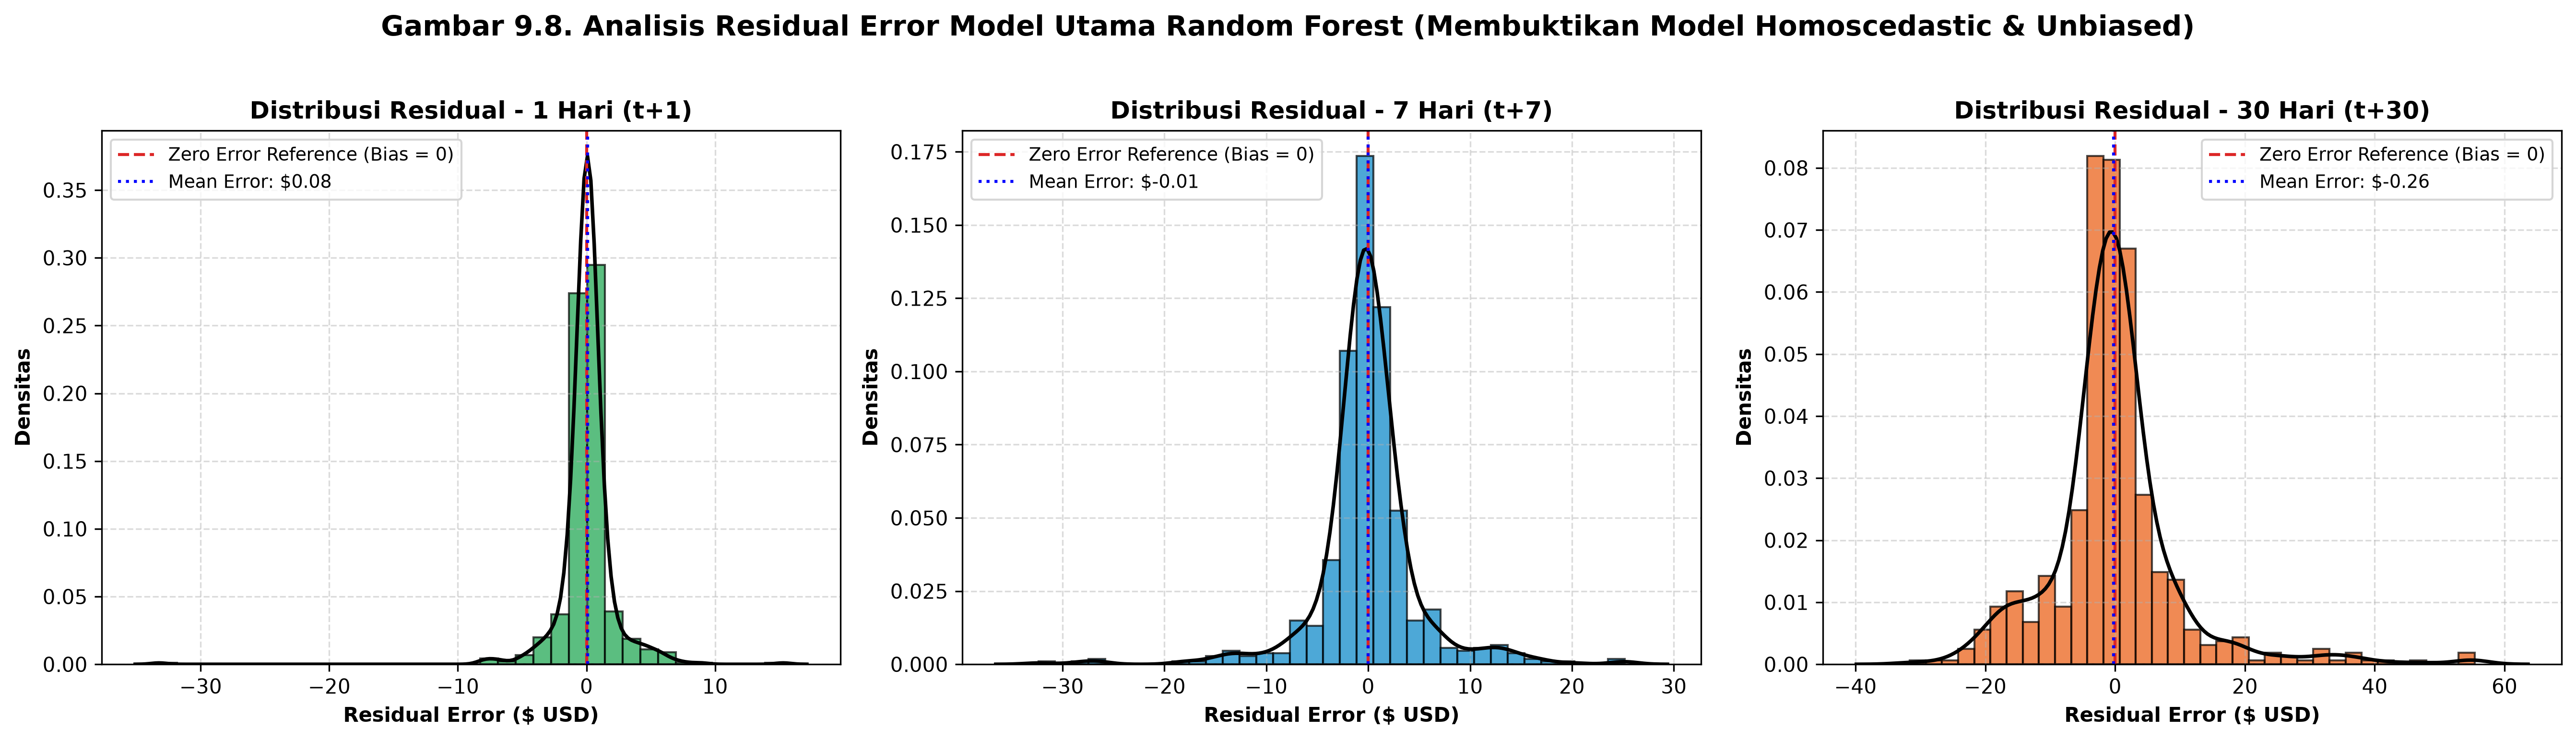 Gambar 9.8. Analisis Residual Error Model Utama Random Forest (Membuktikan Model Homoscedastic & Unbiased)
Distribusi Residual - 1 Hari (t+1)
Zero Error Reference (Bias = 0)
Mean Error: $0.08
Densitas
0.35
0.30
0.25
0.20
0.15
0.10
0.05
0.00
−30
−20
−10
0
10
Residual Error ($ USD)
Distribusi Residual - 7 Hari (t+7)
Zero Error Reference (Bias = 0)
Mean Error: $-0.01
Densitas
0.175
0.150
0.125
0.100
0.075
0.050
0.025
0.000
−30
−20
−10
0
10
20
30
Residual Error ($ USD)
Distribusi Residual - 30 Hari (t+30)
Zero Error Reference (Bias = 0)
Mean Error: $-0.26
Densitas
0.08
0.07
0.06
0.05
0.04
0.03
0.02
0.01
0.00
−40
−20
0
20
40
60
Residual Error ($ USD)